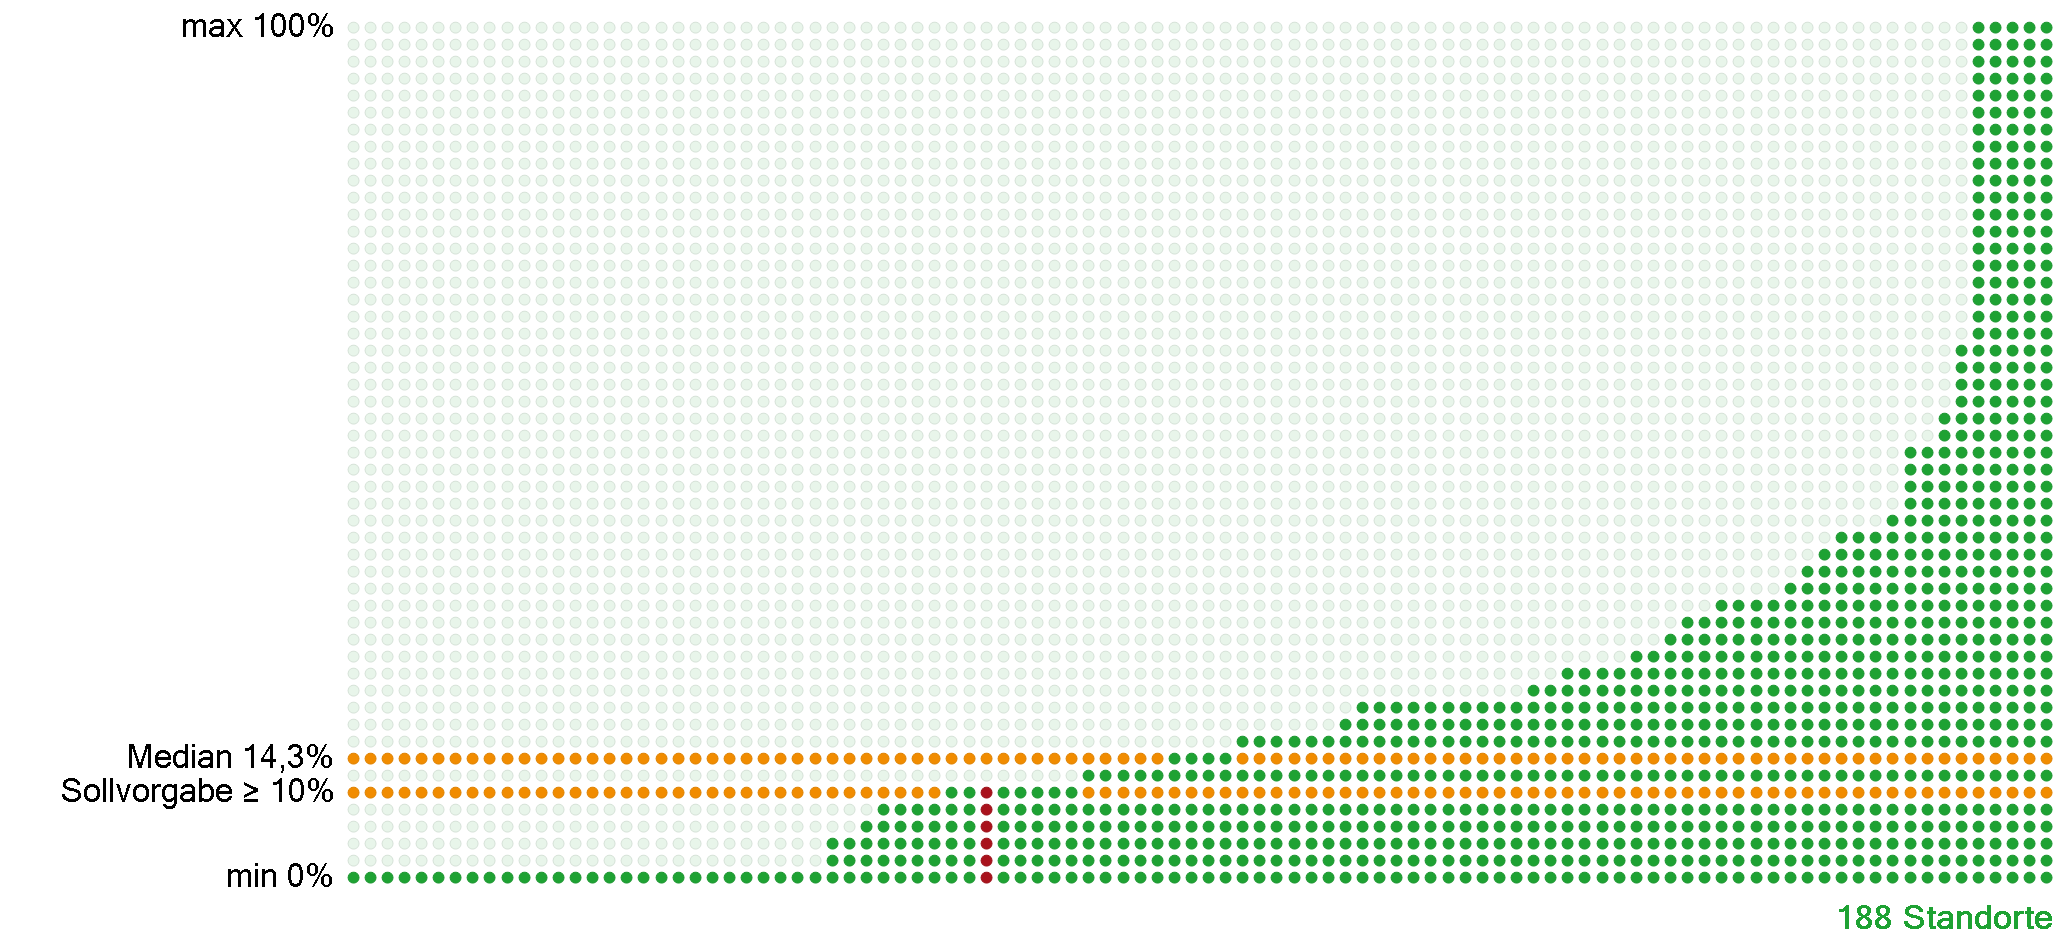 max 100%
Median 14,3%
Sollvorgabe ≥ 10%
min 0%
188 Standorte